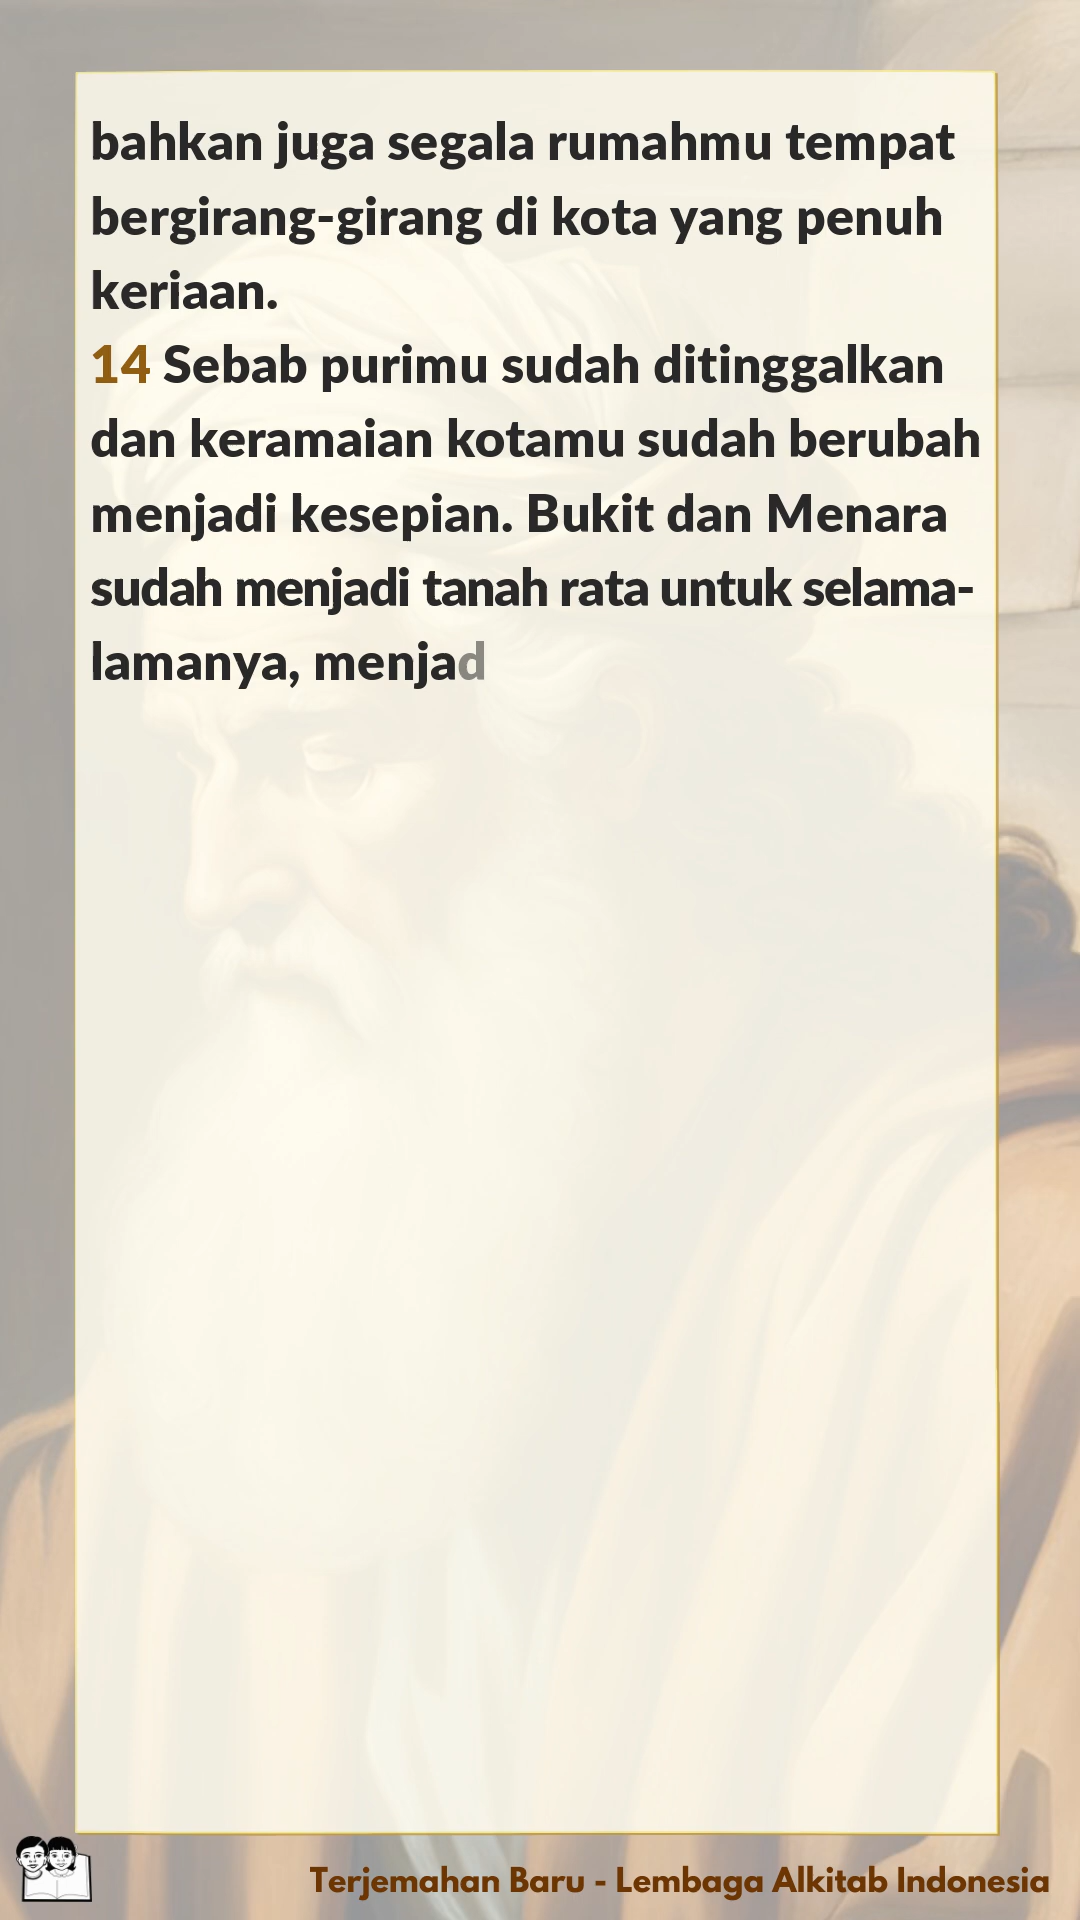 bahkan juga segala rumahmu tempat
bergirang-girang di kota yang penuh
keriaan.
14 Sebab purimu sudah ditinggalkan
dan keramaian kotamu sudah berubah
menjadi kesepian. Bukit dan Menara
sudah menjadi tanah rata untuk selama-
lamanya, menjad
Terjemahan Baru - Lembaga Alkitab Indonesia